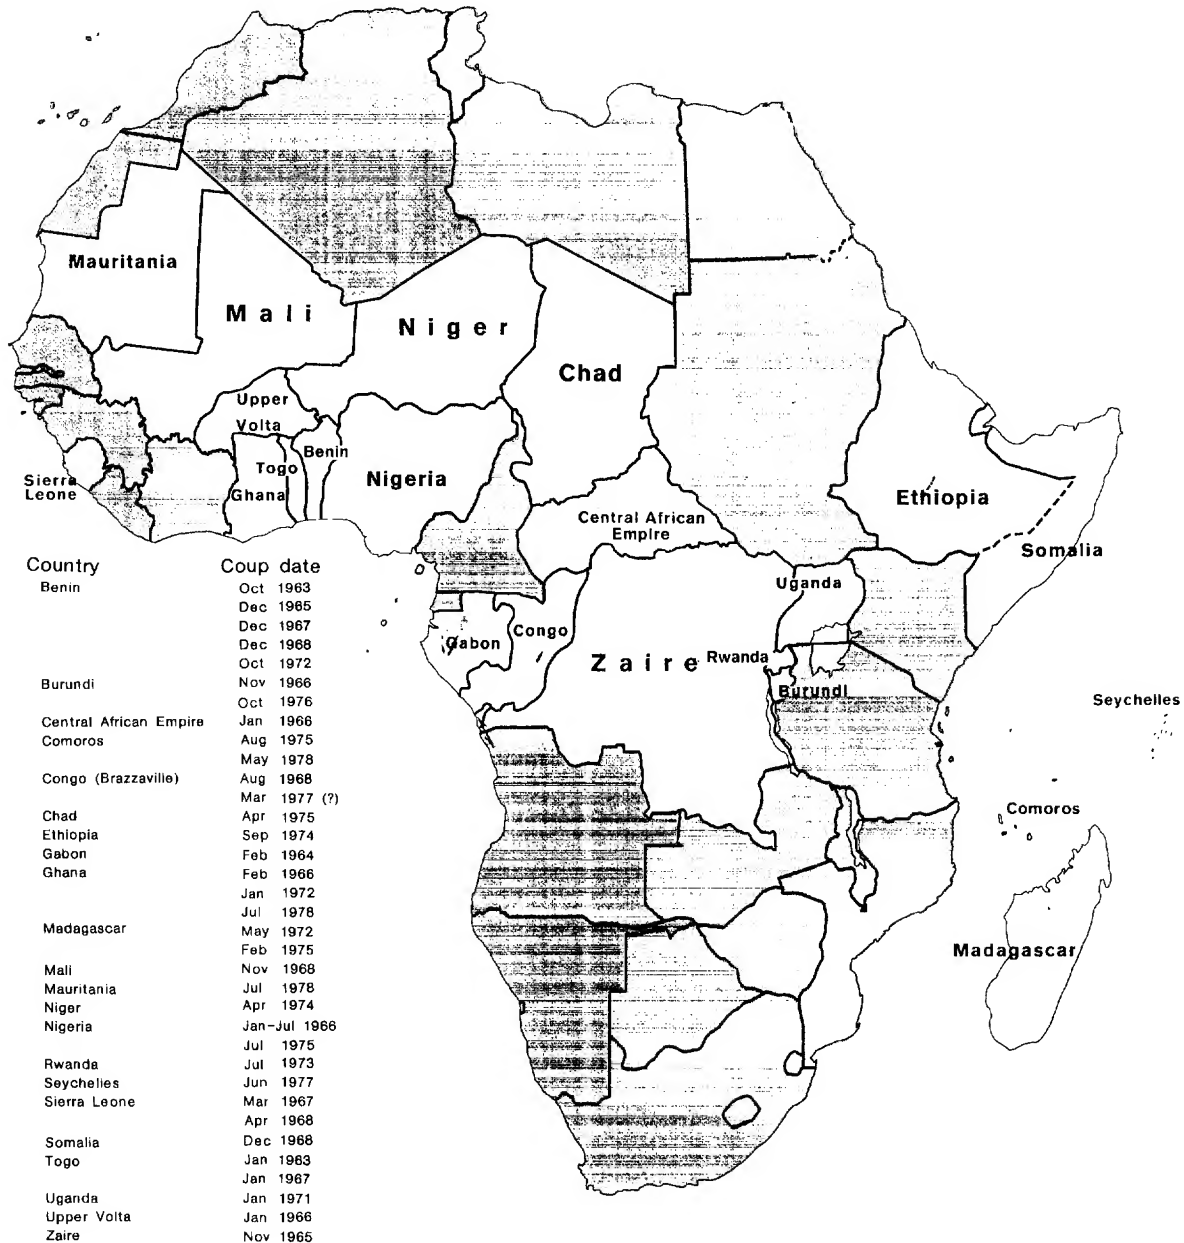 Mauritania
Mali
Niger
Chad
Upper
Volta
Benin
Togo
Ghana
Nigeria
Sierra
Leone
Ethiopia
Central African
Empire
Somalia
Uganda
Gabon
Congo
Zaire
Rwanda
Burundi
Seychelles
Comoros
Madagascar
Country Coup date
Benin Oct 1963
Dec 1965
Dec 1967
Dec 1968
Oct 1972
Burundi Nov 1966
Oct 1976
Central African Empire Jan 1966
Comoros Aug 1975
May 1978
Congo (Brazzaville) Aug 1968
Mar 1977 (?)
Chad Apr 1975
Ethiopia Sep 1974
Gabon Feb 1964
Ghana Feb 1966
Jan 1972
Jul 1978
Madagascar May 1972
Feb 1975
Mali Nov 1968
Mauritania Jul 1978
Niger Apr 1974
Nigeria Jan-Jul 1966
Jul 1975
Rwanda Jul 1973
Seychelles Jun 1977
Sierra Leone Mar 1967
Apr 1968
Somalia Dec 1968
Togo Jan 1963
Jan 1967
Uganda Jan 1971
Upper Volta Jan 1966
Zaire Nov 1965